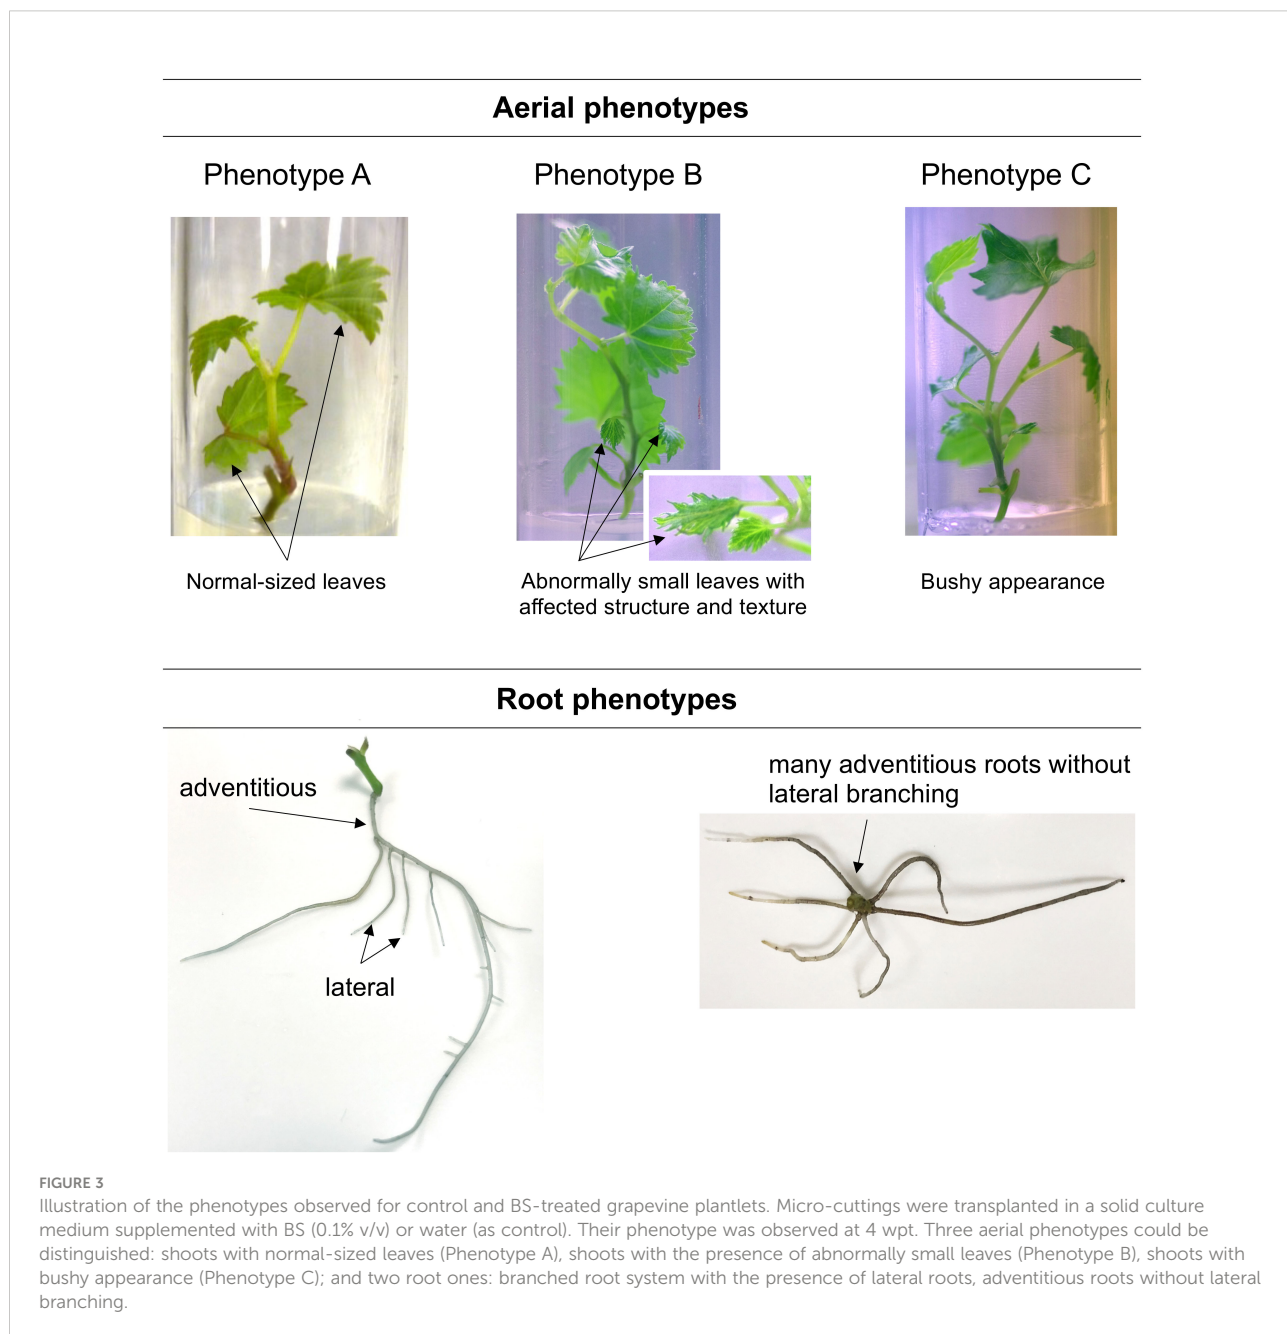 Aerial phenotypes
Phenotype A
Phenotype B
Phenotype C
Normal-sized leaves
Abnormally small leaves with
affected structure and texture
Bushy appearance
Root phenotypes
adventitious
lateral
many adventitious roots without
lateral branching
FIGURE 3
Illustration of the phenotypes observed for control and BS-treated grapevine plantlets. Micro-cuttings were transplanted in a solid culture
medium supplemented with BS (0.1% v/v) or water (as control). Their phenotype was observed at 4 wpt. Three aerial phenotypes could be
distinguished: shoots with normal-sized leaves (Phenotype A), shoots with the presence of abnormally small leaves (Phenotype B), shoots with
bushy appearance (Phenotype C); and two root ones: branched root system with the presence of lateral roots, adventitious roots without lateral
branching.